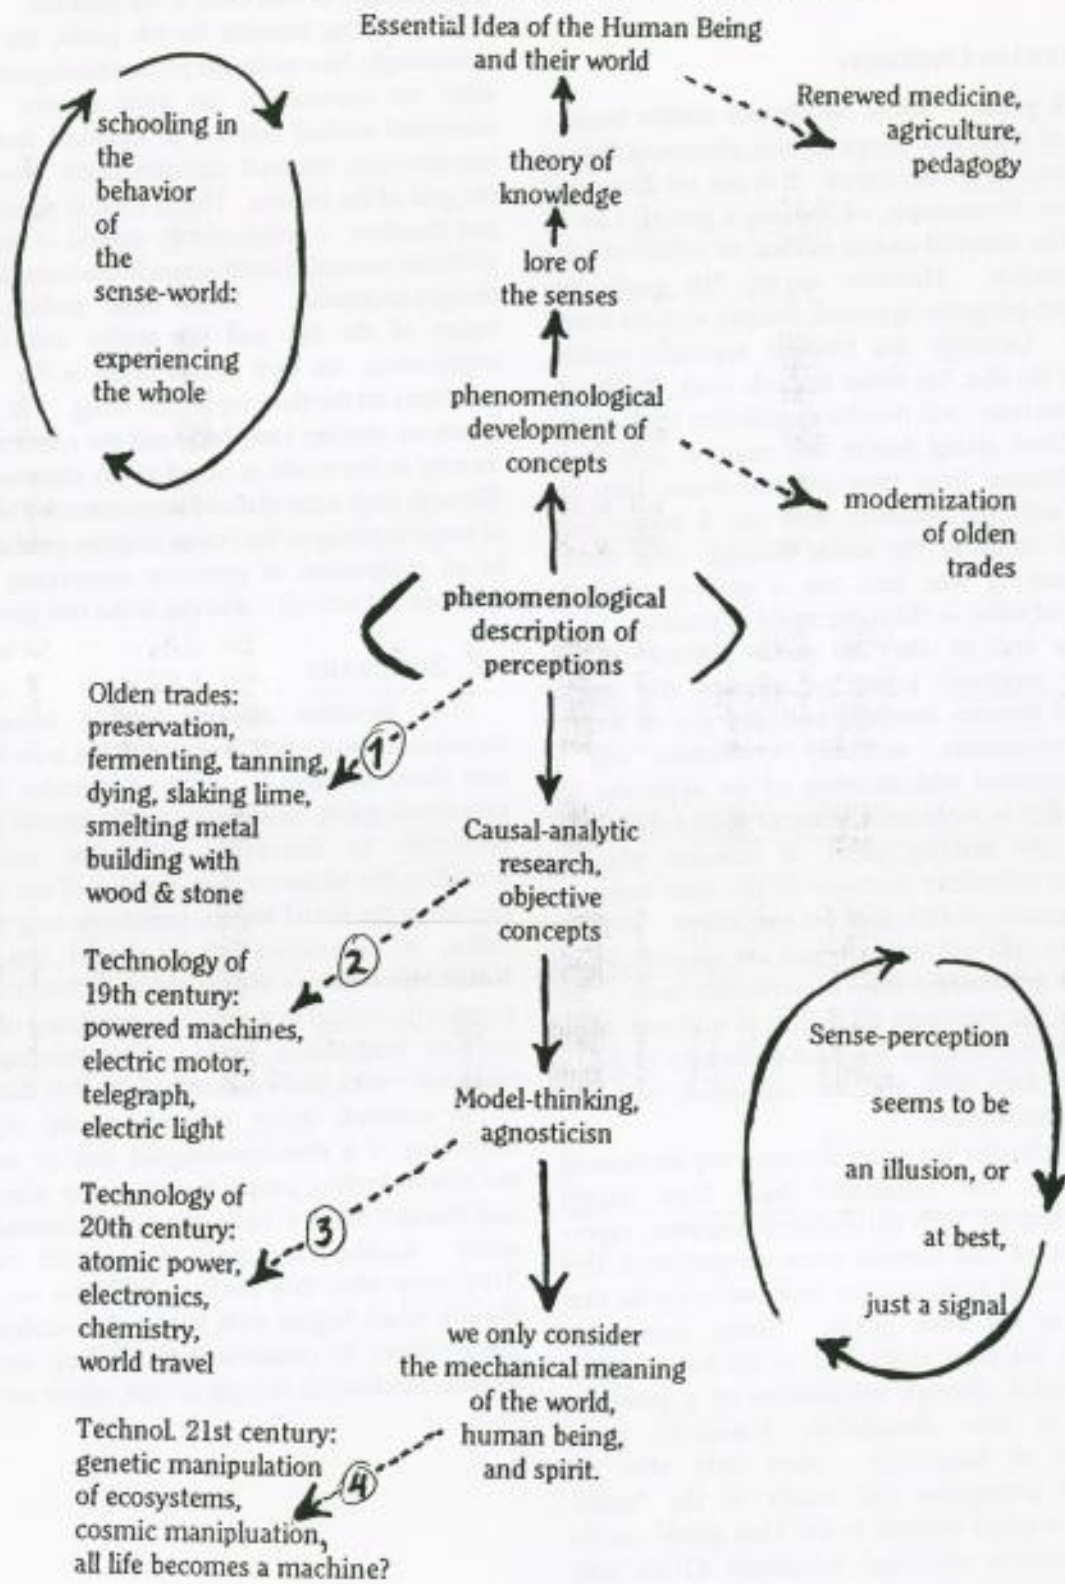 Essential Idea of the Human Being
and their world
Renewed medicine,
agriculture,
pedagogy
schooling in
the
behavior
of
the
sense-world:
experiencing
the whole
theory of
knowledge
lore of
the senses
phenomenological
development of
concepts
modernization
of olden
trades
phenomenological
description of
perceptions
Olden trades:
preservation,
fermenting, tanning,
dying, slaking lime,
smelting metal
building with
wood & stone
1
Causal-analytic
research,
objective
concepts
2
Technology of
19th century:
powered machines,
electric motor,
telegraph,
electric light
Model-thinking,
agnosticisn
3
Technology of
20th century:
atomic power,
electronics,
chemistry,
world travel
Sense-perception
seems to be
an illusion, or
at best,
just a signal
we only consider
the mechanical meaning
of the world,
human being,
and spirit.
4
Technol. 21st century:
genetic manipulation
of ecosystems,
cosmic manipluation,
all life becomes a machine?